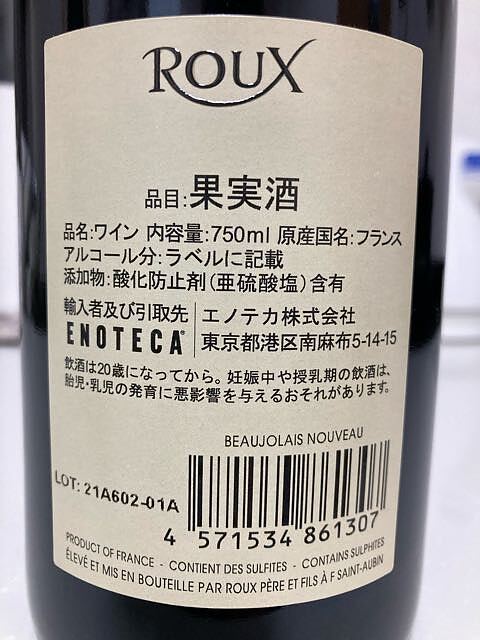 ROUX
品目:果実酒
品名:ワイン 内容量:750ml 原産国名:フランス
アルコール分:ラベルに記載
添加物:酸化防止剤(亜硫酸塩)含有
輸入者及び引取先 エノテカ株式会社
ENOTECA® 東京都港区南麻布5-14-15
飲酒は20歳になってから。妊娠中や授乳期の飲酒は、
胎児・乳児の発育に悪影響を与えるおそれがあります。
BEAUJOLAIS NOUVEAU
LOT: 21A602-01A
4 571534 861307
PRODUCT OF FRANCE - CONTIENT DES SULFITES - CONTAINS SULPHITES
ÉLEVÉ ET MIS EN BOUTEILLE PAR ROUX PÈRE ET FILS À F SAINT-AUBIN